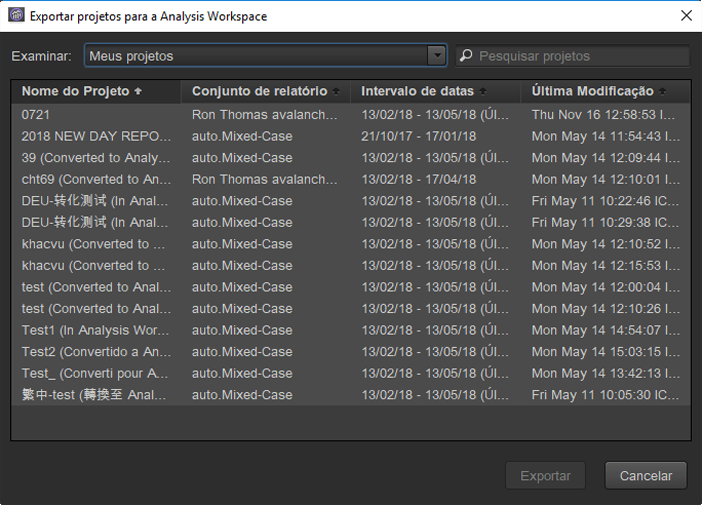 Exportar projetos para a Analysis Workspace
Examinar: Meus projetos Pesquisar projetos
Nome do Projeto Conjunto de relatório Intervalo de datas Última Modificação
0721 Ron Thomas avalanch... 13/02/18 - 13/05/18 (Úl... Thu Nov 16 12:58:53 I...
2018 NEW DAY REPO... auto.Mixed-Case 21/10/17 - 17/01/18 Mon May 14 11:54:43 I...
39 (Converted to Analy... auto.Mixed-Case 13/02/18 - 13/05/18 (Úl... Mon May 14 12:09:44 I...
cht69 (Converted to An... Ron Thomas avalanch... 13/02/18 - 17/04/18 Mon May 14 12:10:01 I...
DEU-转化测试 (In Anal... auto.Mixed-Case 13/02/18 - 13/05/18 (Úl... Fri May 11 10:22:46 IC...
DEU-转化测试 (In Anal... auto.Mixed-Case 13/02/18 - 13/05/18 (Úl... Fri May 11 10:29:38 IC...
khacvu (Converted to ... auto.Mixed-Case 13/02/18 - 13/05/18 (Úl... Mon May 14 12:10:52 I...
khacvu (Converted to ... auto.Mixed-Case 13/02/18 - 13/05/18 (Úl... Mon May 14 12:15:53 I...
test (Converted to Anal... auto.Mixed-Case 13/02/18 - 13/05/18 (Úl... Mon May 14 12:00:04 I...
test (Converted to Anal... auto.Mixed-Case 13/02/18 - 13/05/18 (Úl... Mon May 14 12:10:26 I...
Test1 (In Analysis Wor... auto.Mixed-Case 13/02/18 - 13/05/18 (Úl... Mon May 14 14:54:07 I...
Test2 (Convertido a An... auto.Mixed-Case 13/02/18 - 13/05/18 (Úl... Mon May 14 15:03:15 I...
Test_ (Converti pour A... auto.Mixed-Case 13/02/18 - 13/05/18 (Úl... Mon May 14 13:42:13 I...
繁中-test (轉換至 Anal... auto.Mixed-Case 13/02/18 - 13/05/18 (Úl... Fri May 11 10:05:30 IC...
Exportar Cancelar